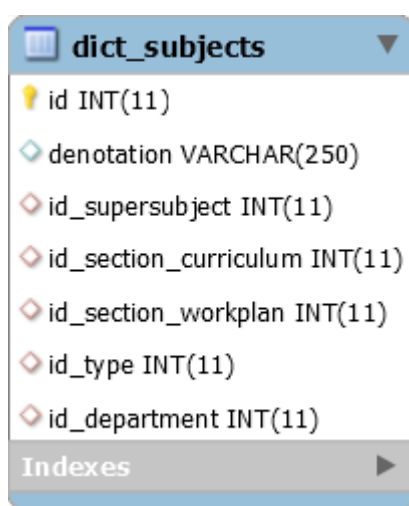 dict_subjects
id INT(11)
denotation VARCHAR(250)
id_supersubject INT(11)
id_section_curriculum INT(11)
id_section_workplan INT(11)
id_type INT(11)
id_department INT(11)
Indexes